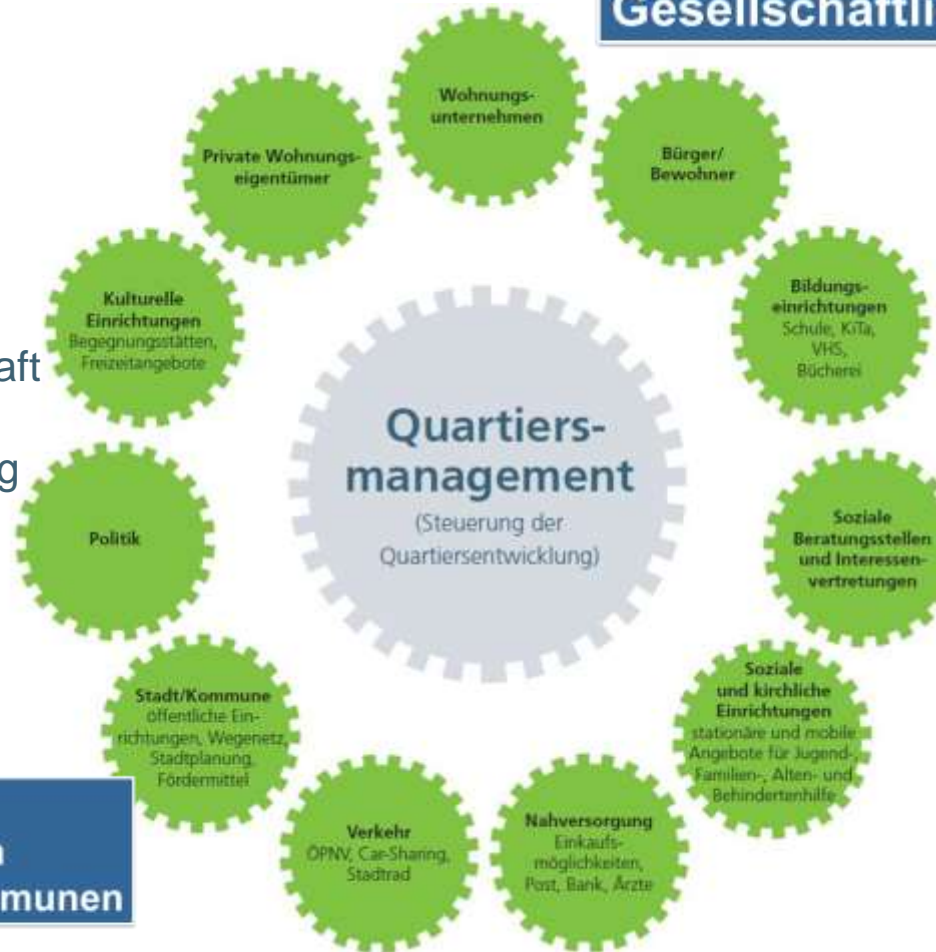 Gesellschaftli
Wohnungs-
unternehmen
Private Wohnungs-
eigentümer
Bürger/
Bewohner
Kulturelle
Einrichtungen
Begegnungsstätten,
Freizeitangebote
Bildungs-
einrichtungen
Schule, KiTa,
VHS,
Bücherei
aft
g
Quartiers-
management
(Steuerung der
Quartiersentwicklung)
Politik
Soziale
Beratungsstellen
und Interessen-
vertretungen
Stadt/Kommune
öffentliche Ein-
richtungen, Wegenetz,
Stadtplanung,
Fördermittel
Soziale
und kirchliche
Einrichtungen
stationäre und mobile
Angebote für Jugend-,
Familien-, Alten- und
Behindertenhilfe
Verkehr
ÖPNV, Car-Sharing,
Stadtrad
Nahversorgung
Einkaufs-
möglichkeiten,
Post, Bank, Ärzte
n
munen